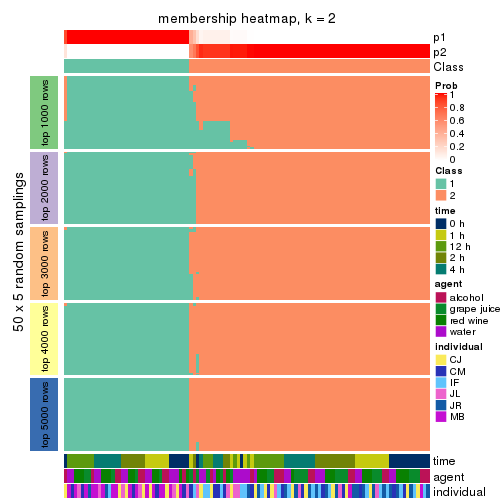 membership heatmap, k = 2
p1
p2
Class
50 x 5 random samplings
top 1000 rows
top 2000 rows
top 3000 rows
top 4000 rows
top 5000 rows
time
agent
individual
Prob
1
0.8
0.6
0.4
0.2
0
Class
1
2
time
0 h
1 h
12 h
2 h
4 h
agent
alcohol
grape juice
red wine
water
individual
CJ
CM
IF
JL
JR
MB